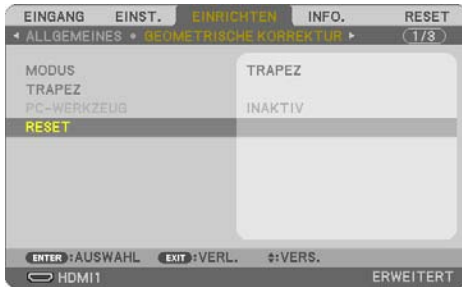 EINGANG EINST. EINRICHTEN INFO. RESET
◂ ALLGEMEINES • GEOMETRISCHE KORREKTUR ▸ (1/3)
MODUS TRAPEZ
TRAPEZ
PC-WERKZEUG INAKTIV
RESET
ENTER :AUSWAHL EXIT :VERL. ♦:VERS.
HDMI1 ERWEITERT